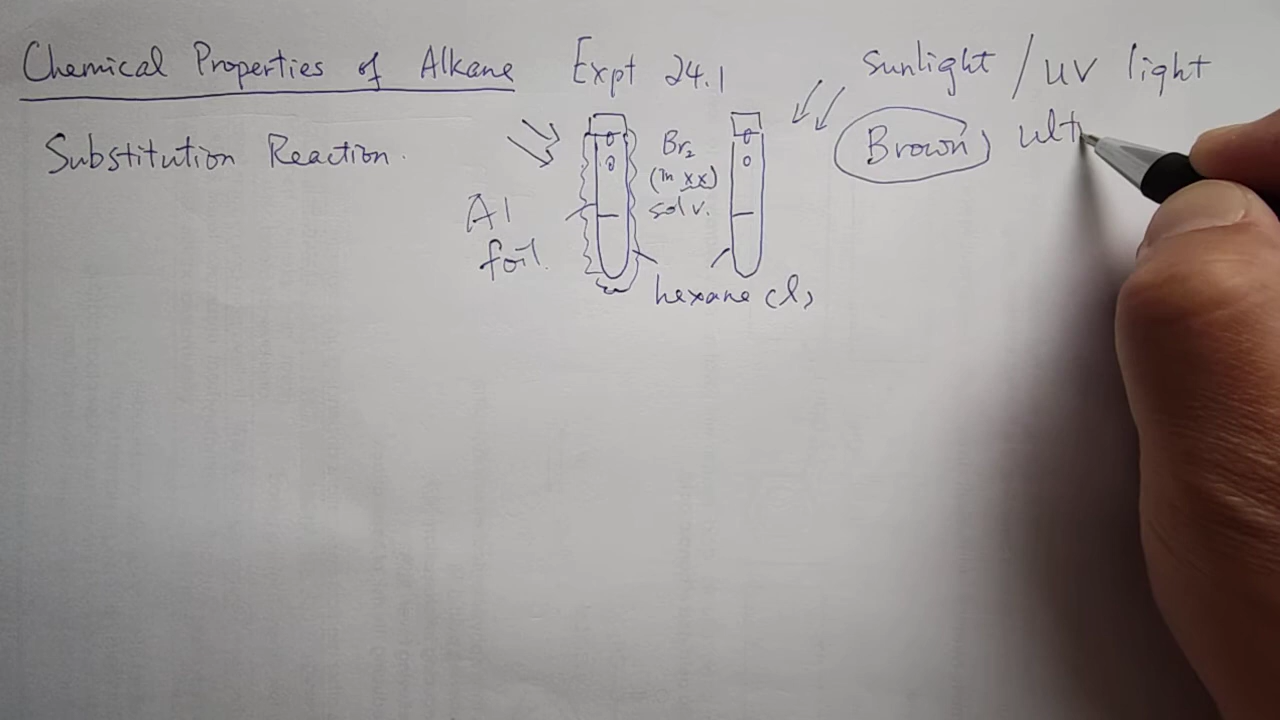 Chemical Properties of Alkane
Substitution Reaction.
Expt 24.1
Br₂
(in xx)
solv.
Al
foil.
hexane (l)
Sunlight / UV light
Brown
ult